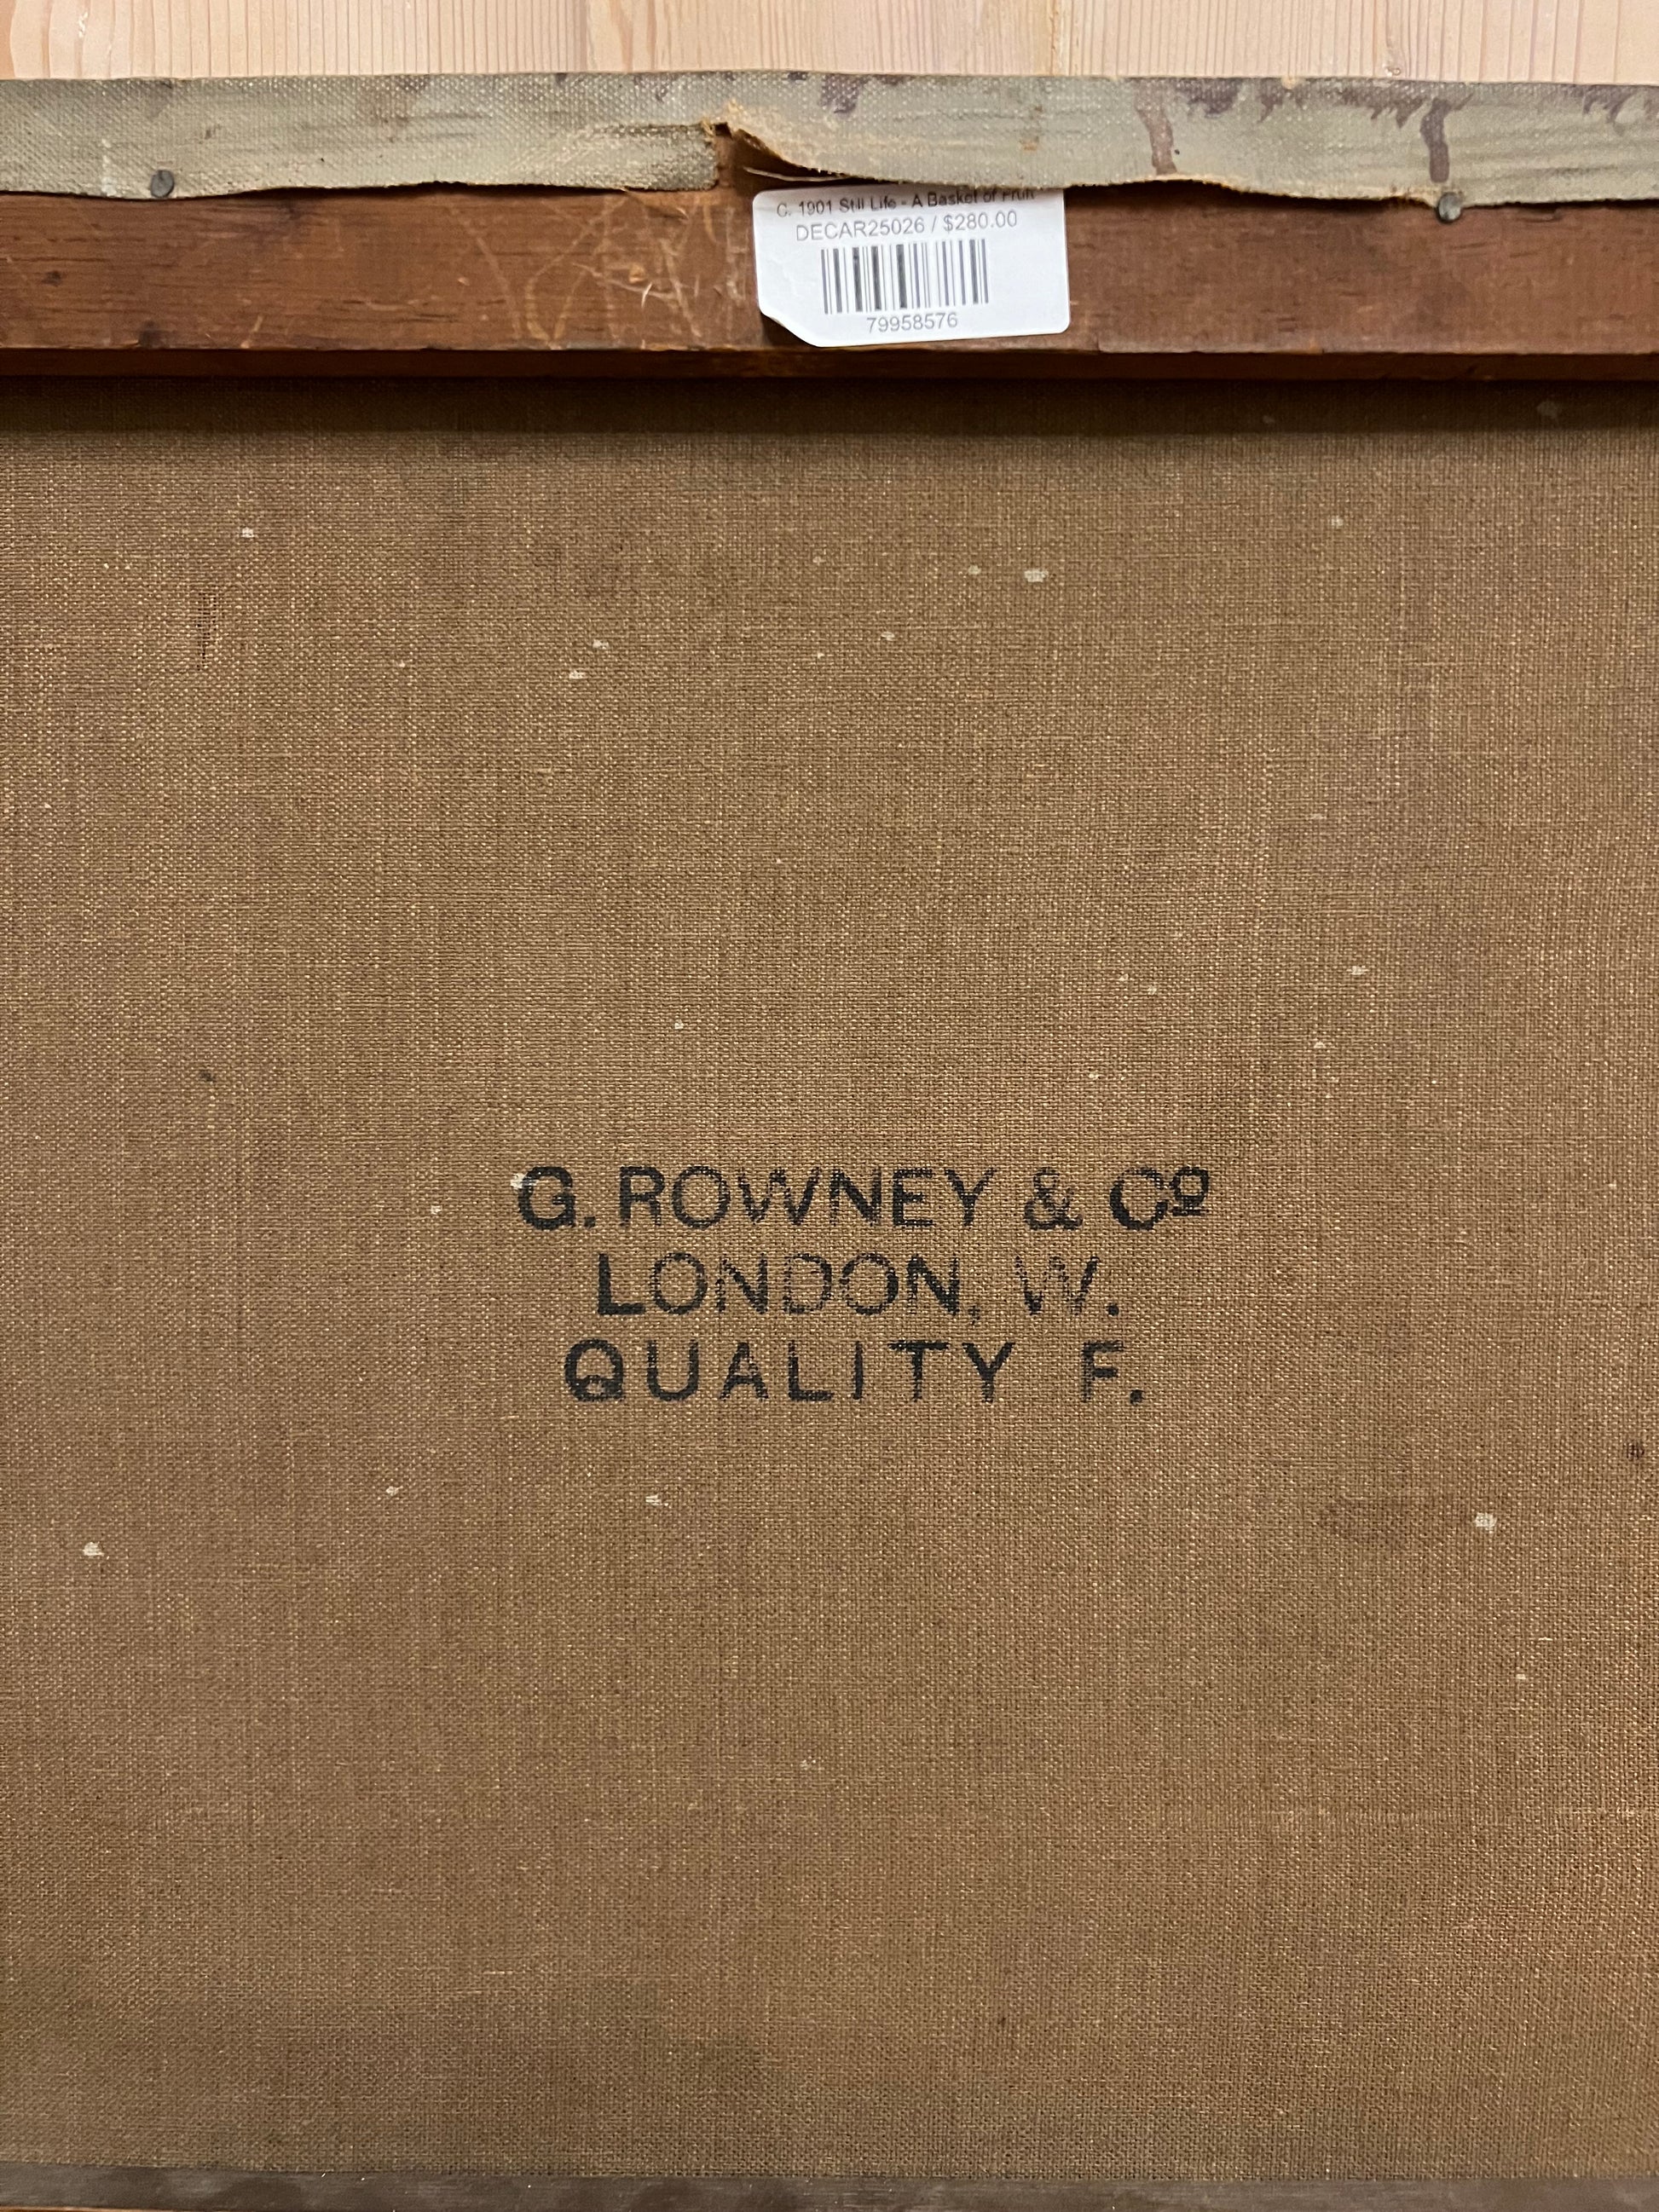 C. 1901 Still Life - A Basket of Fruit
DECAR25026 / $280.00
79958576
G. ROWNEY & Cº
LONDON, W.
QUALITY F.